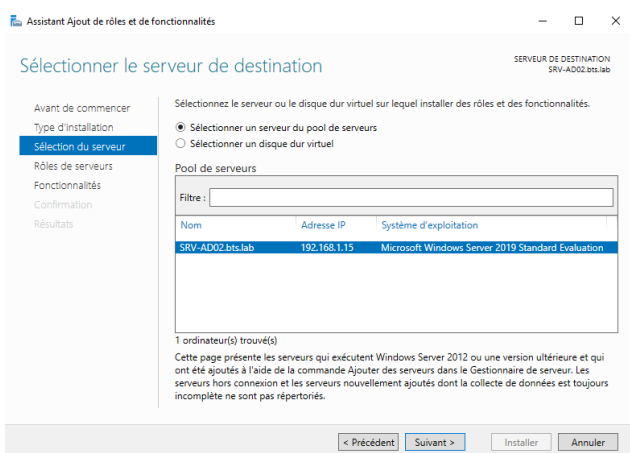 Assistant Ajout de rôles et de fonctionnalités
Sélectionner le serveur de destination
SERVEUR DE DESTINATION
SRV-AD02.bts.lab
Avant de commencer
Type d'installation
Sélection du serveur
Rôles de serveurs
Fonctionnalités
Confirmation
Résultats
Sélectionnez le serveur ou le disque dur virtuel sur lequel installer des rôles et des fonctionnalités.
Sélectionner un serveur du pool de serveurs
Sélectionner un disque dur virtuel
Pool de serveurs
Filtre :
Nom Adresse IP Système d'exploitation
SRV-AD02.bts.lab 192.168.1.15 Microsoft Windows Server 2019 Standard Evaluation
1 ordinateur(s) trouvé(s)
Cette page présente les serveurs qui exécutent Windows Server 2012 ou une version ultérieure et qui
ont été ajoutés à l'aide de la commande Ajouter des serveurs dans le Gestionnaire de serveur. Les
serveurs hors connexion et les serveurs nouvellement ajoutés dont la collecte de données est toujours
incomplète ne sont pas répertoriés.
< Précédent Suivant > Installer Annuler